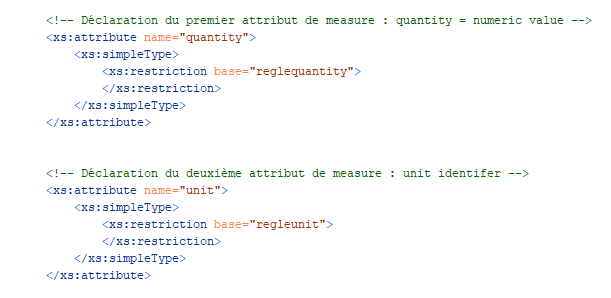 <!-- Déclaration du premier attribut de measure : quantity = numeric value -->
<xs:attribute name="quantity">
<xs:simpleType>
<xs:restriction base="reglequantity">
</xs:restriction>
</xs:simpleType>
</xs:attribute>
<!-- Déclaration du deuxième attribut de measure : unit identifer -->
<xs:attribute name="unit">
<xs:simpleType>
<xs:restriction base="regleunit">
</xs:restriction>
</xs:simpleType>
</xs:attribute>